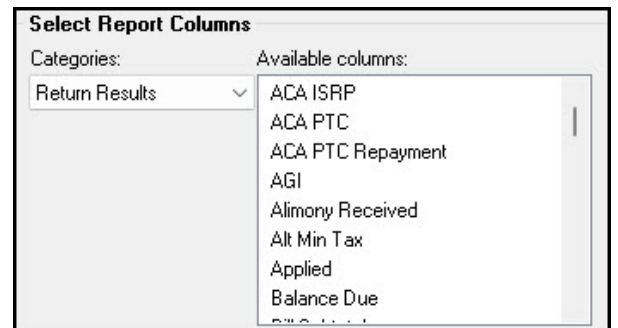 Select Report Columns
Categories:
Available columns:
Return Results
ACA ISRP
ACA PTC
ACA PTC Repayment
AGI
Alimony Received
Alt Min Tax
Applied
Balance Due